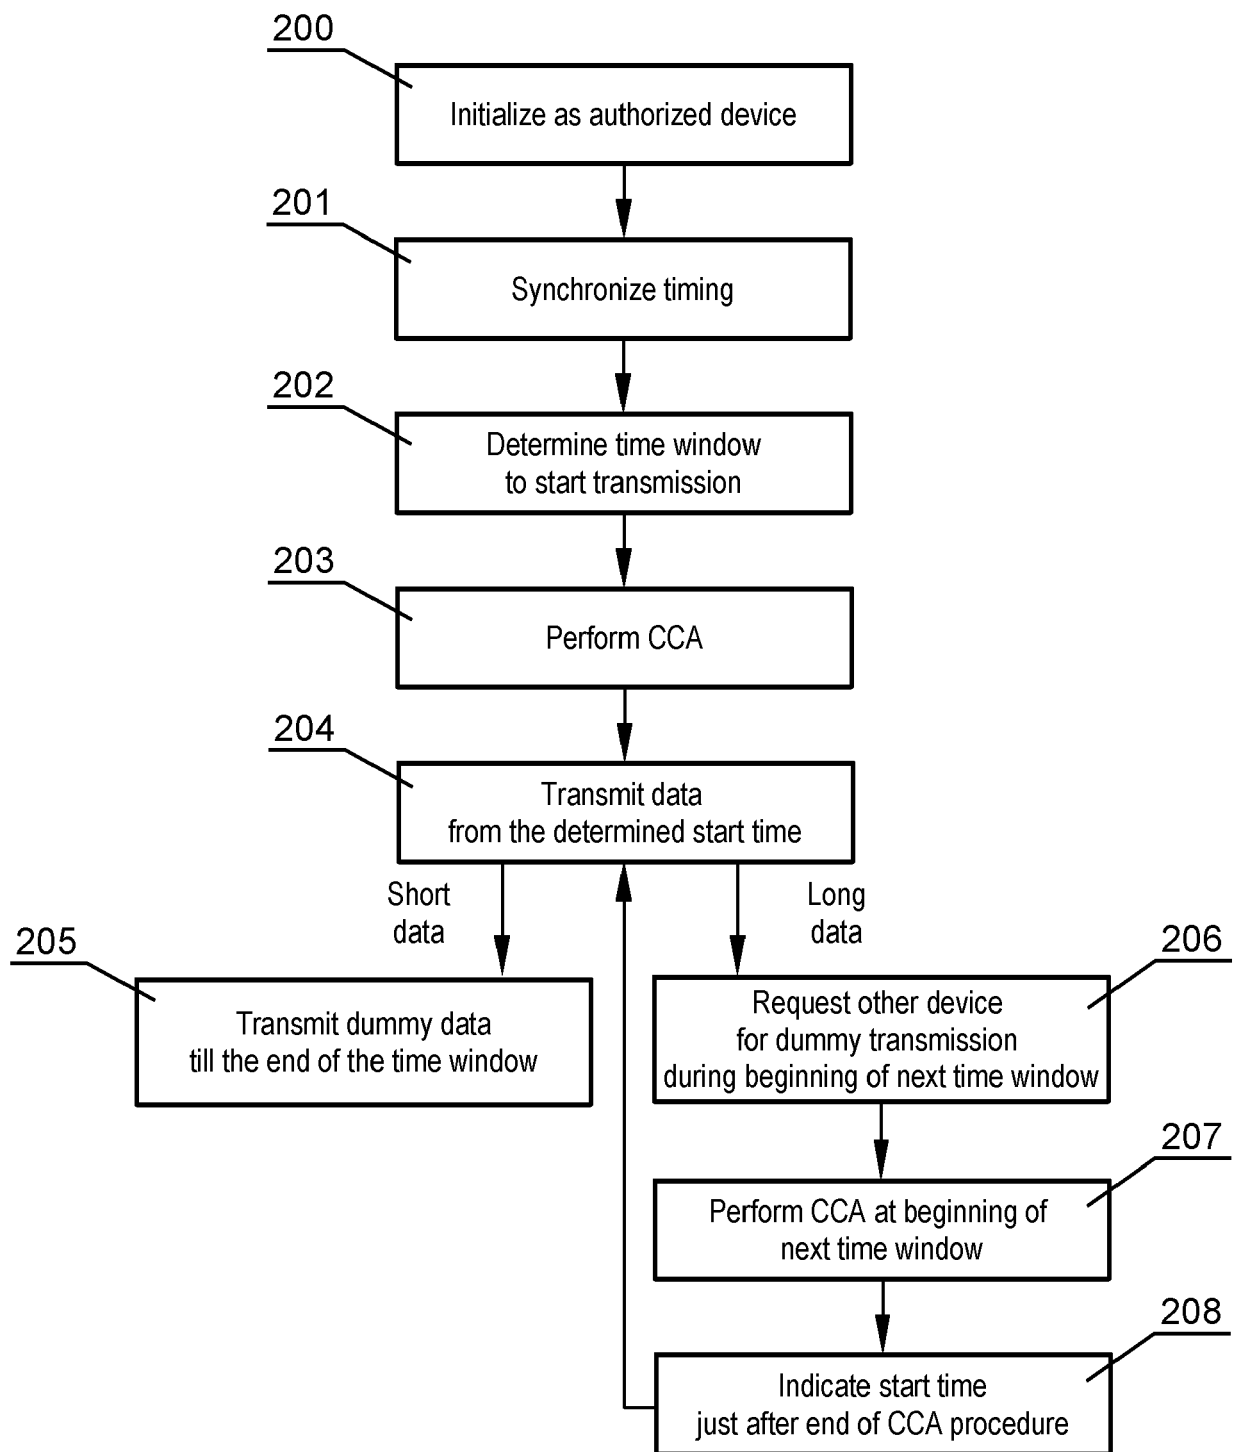 200
Initialize as authorized device
201
Synchronize timing
202
Determine time window
to start transmission
203
Perform CCA
204
Transmit data
from the determined start time
Short
data
Long
data
205
Transmit dummy data
till the end of the time window
206
Request other device
for dummy transmission
during beginning of next time window
207
Perform CCA at beginning of
next time window
208
Indicate start time
just after end of CCA procedure